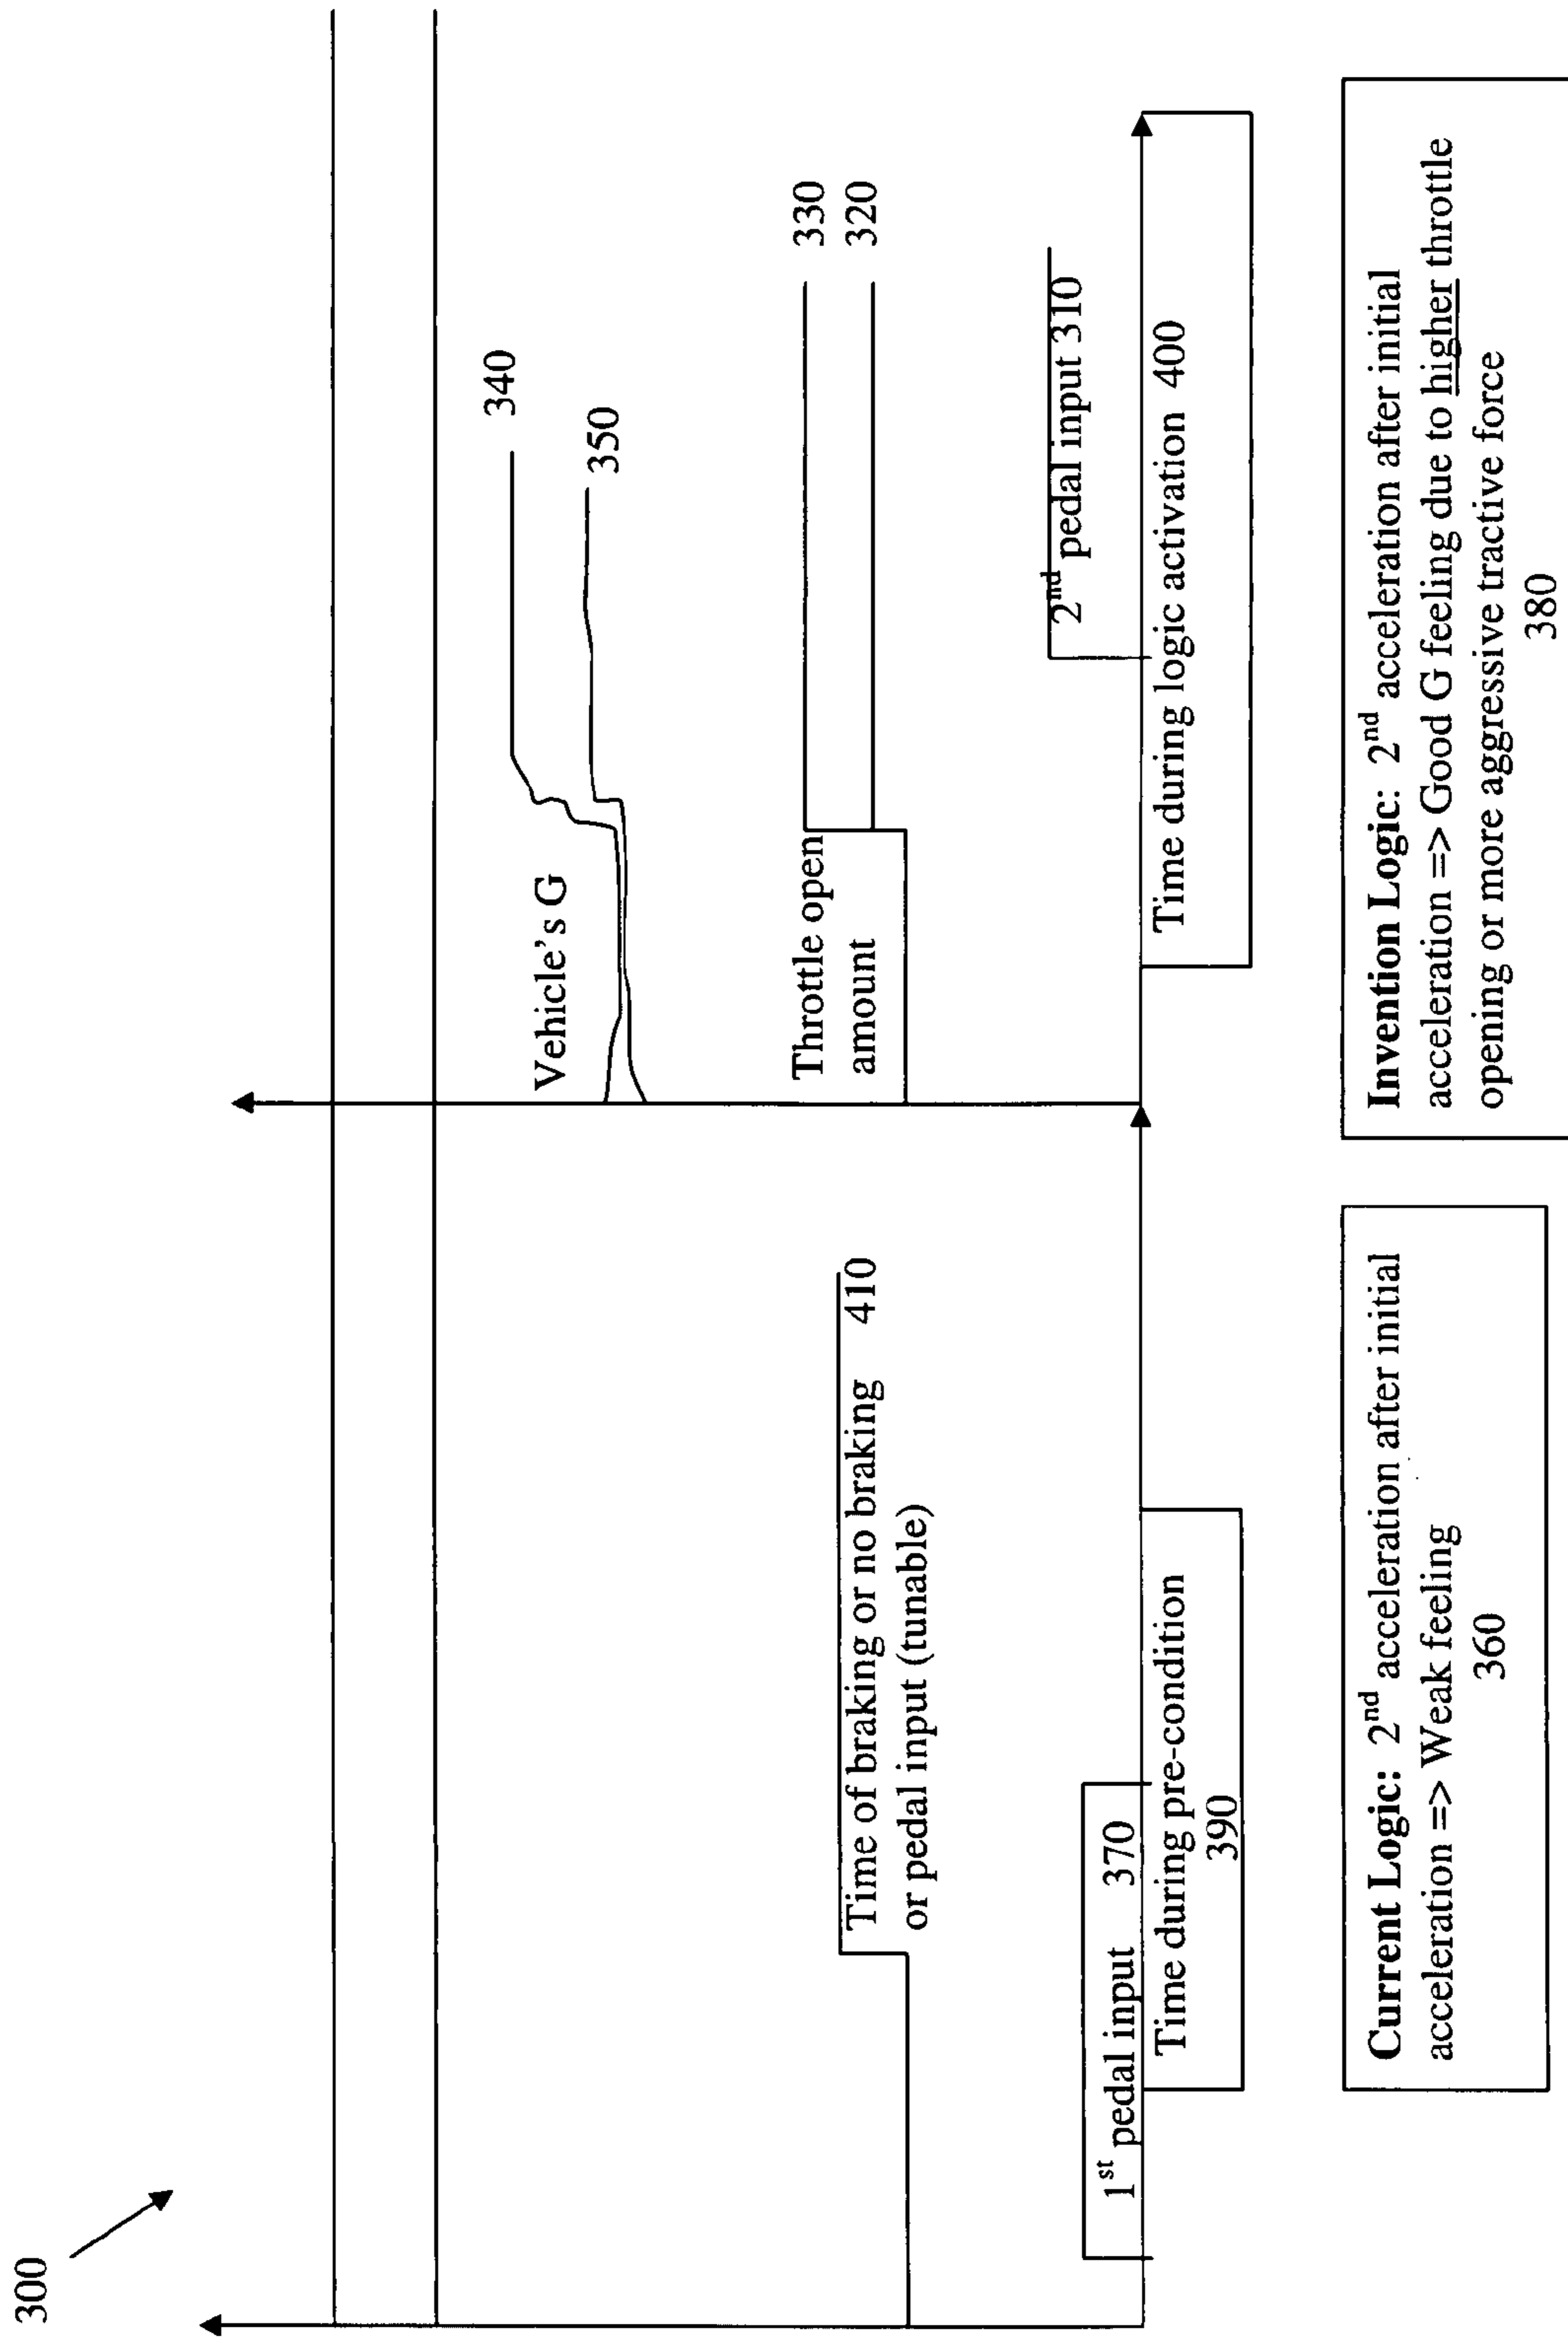 300
340
350
Vehicle's G
330
320
Throttle open
amount
Time of braking or no braking 410
or pedal input (tunable)
2nd pedal input 310
1st pedal input 370
Time during pre-condition
390
Time during logic activation 400
Current Logic: 2nd acceleration after initial
acceleration => Weak feeling
360
Invention Logic: 2nd acceleration after initial
acceleration => Good G feeling due to higher throttle
opening or more aggressive tractive force
380